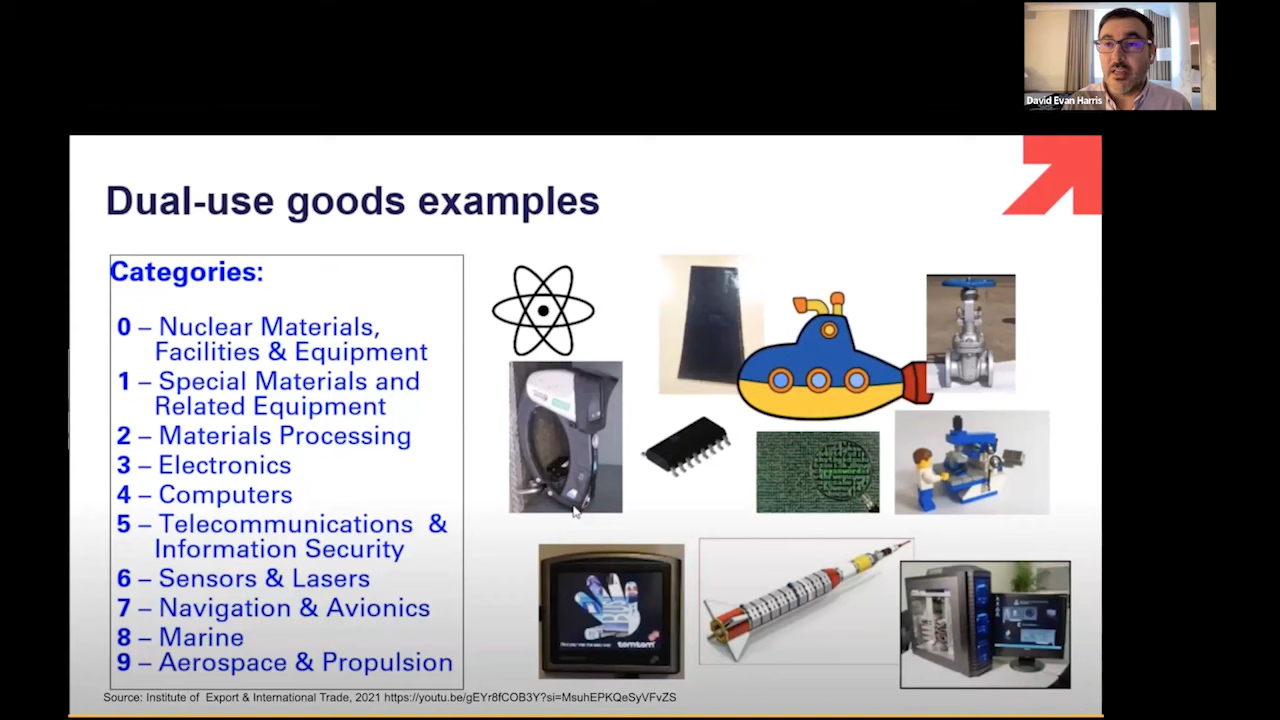 David Evan Harris
Dual-use goods examples
Categories:
0 – Nuclear Materials,
Facilities & Equipment
1 – Special Materials and
Related Equipment
2 – Materials Processing
3 – Electronics
4 – Computers
5 – Telecommunications &
Information Security
6 – Sensors & Lasers
7 – Navigation & Avionics
8 – Marine
9 – Aerospace & Propulsion
tomtom
Source: Institute of Export & International Trade, 2021 https://youtu.be/gEYr8fCOB3Y?si=MsuhEPKQeSyVFvZS